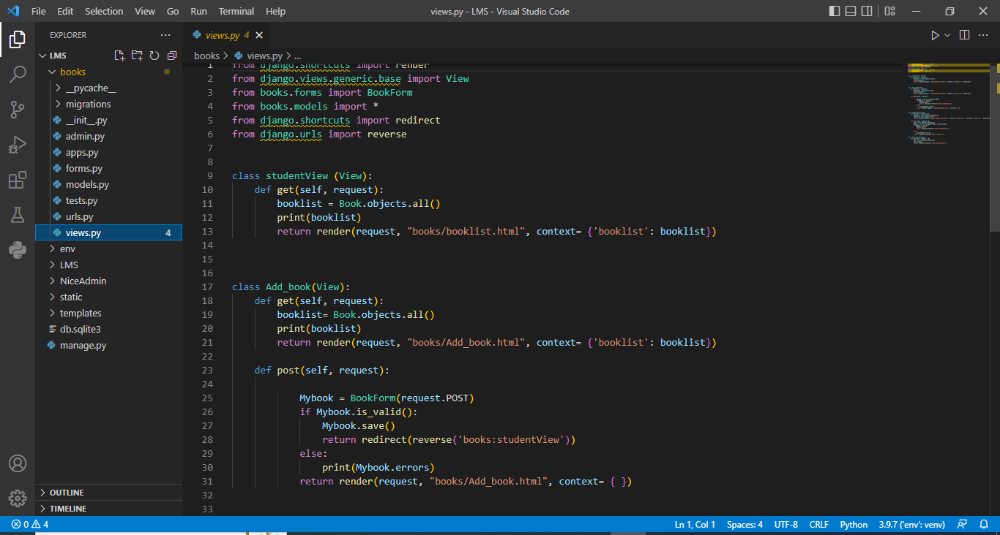 File Edit Selection View Go Run Terminal Help views.py - LMS - Visual Studio Code
EXPLORER ...
LMS
books
__pycache__
migrations
__init__.py
admin.py
apps.py
forms.py
models.py
tests.py
urls.py
views.py 4
env
LMS
NiceAdmin
static
templates
db.sqlite3
manage.py
OUTLINE
TIMELINE
views.py 4
books > views.py > ...
1 from django.shortcuts import render
2 from django.views.generic.base import View
3 from books.forms import BookForm
4 from books.models import *
5 from django.shortcuts import redirect
6 from django.urls import reverse
7
8
9 class studentView (View):
10 def get(self, request):
11 booklist = Book.objects.all()
12 print(booklist)
13 return render(request, "books/booklist.html", context= {'booklist': booklist})
14
15
16
17 class Add_book(View):
18 def get(self, request):
19 booklist= Book.objects.all()
20 print(booklist)
21 return render(request, "books/Add_book.html", context= {'booklist': booklist})
22
23 def post(self, request):
24
25 Mybook = BookForm(request.POST)
26 if Mybook.is_valid():
27 Mybook.save()
28 return redirect(reverse('books:studentView'))
29 else:
30 print(Mybook.errors)
31 return render(request, "books/Add_book.html", context= { })
32
33
0 4 Ln 1, Col 1 Spaces: 4 UTF-8 CRLF Python 3.9.7 ('env': venv)